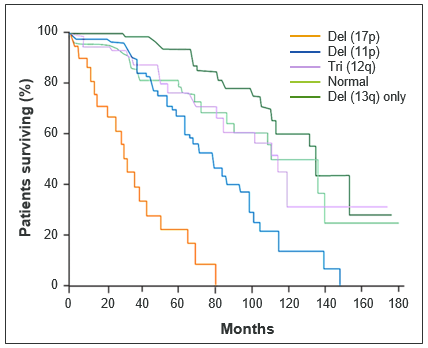 100
80
60
40
20
0
Patients surviving (%)
Del (17p)
Del (11p)
Tri (12q)
Normal
Del (13q) only
0 20 40 60 80 100 120 140 160 180
Months